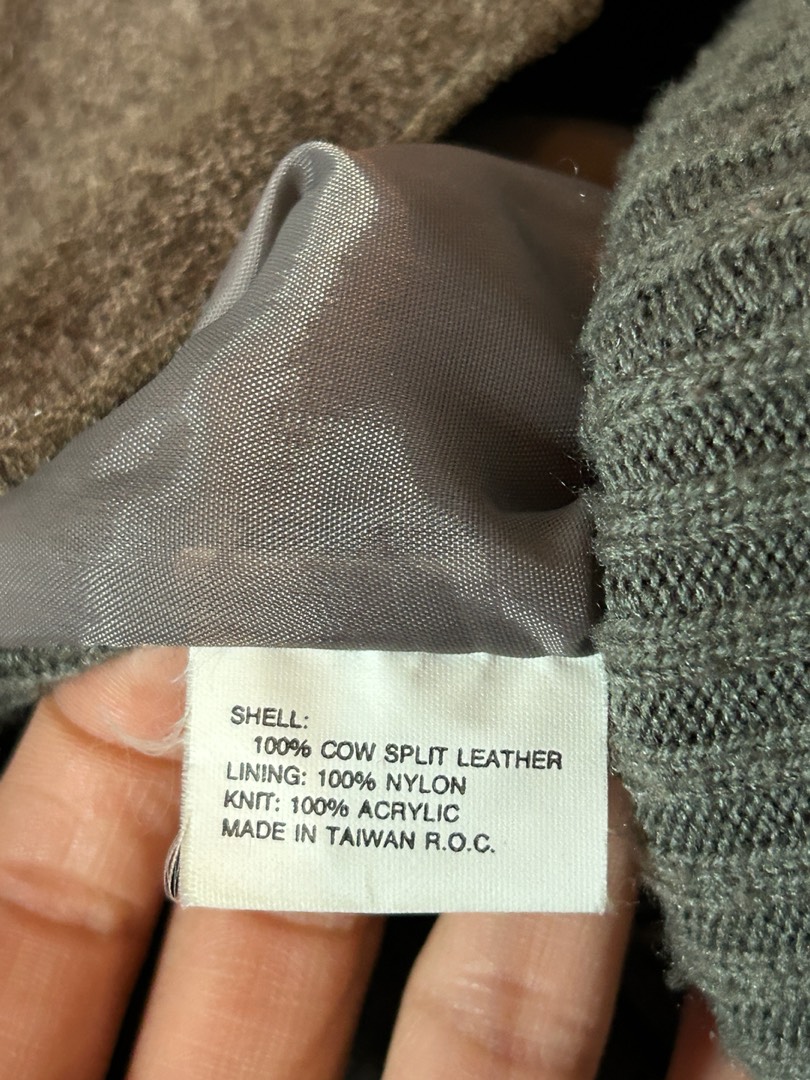 SHELL:
100% COW SPLIT LEATHER
LINING: 100% NYLON
KNIT: 100% ACRYLIC
MADE IN TAIWAN R.O.C.